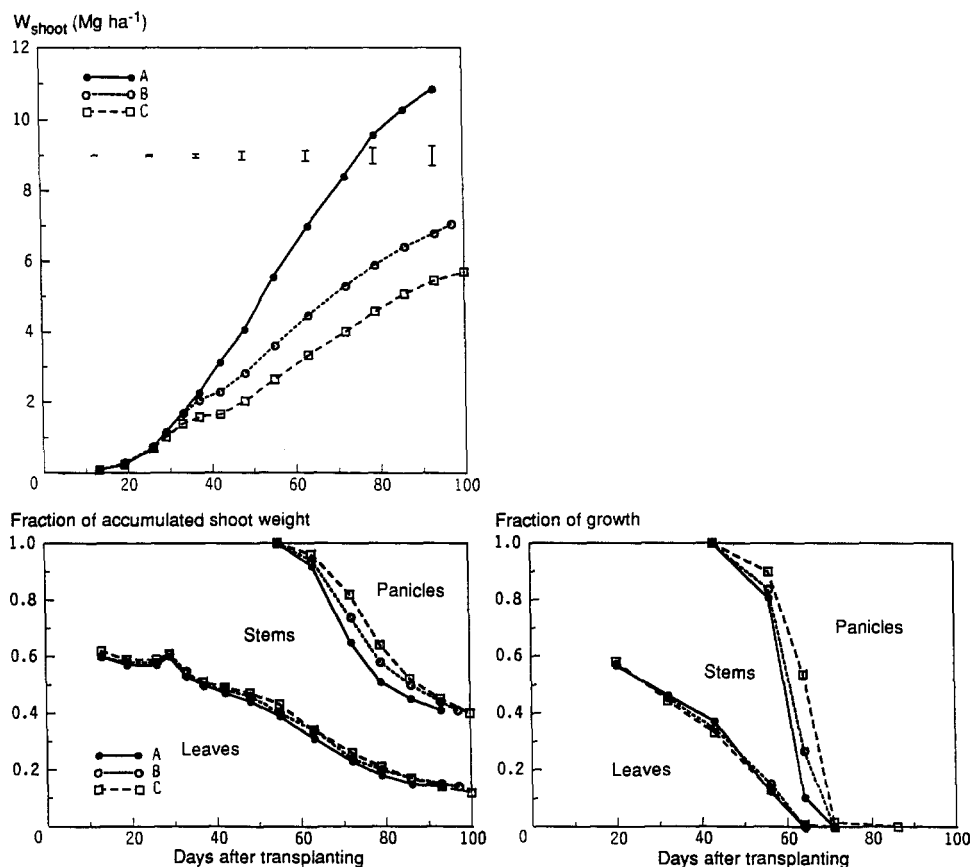 W_shoot (Mg ha⁻¹)
12
10
8
6
4
2
0
A
B
C
20
40
60
80
100
Fraction of accumulated shoot weight
1.0
0.8
0.6
0.4
0.2
0
Panicles
Stems
Leaves
A
B
C
20
40
60
80
100
Days after transplanting
Fraction of growth
1.0
0.8
0.6
0.4
0.2
0
Panicles
Stems
Leaves
20
40
60
80
100
Days after transplanting